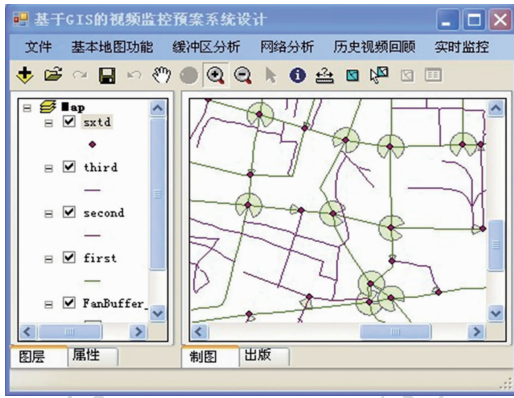 基于GIS的视频监控预案系统设计
文件 基本地图功能 缓冲区分析 网络分析 历史视频回顾 实时监控
Map
sxtd
third
second
first
FanBuffer_
图层 属性 制图 出版